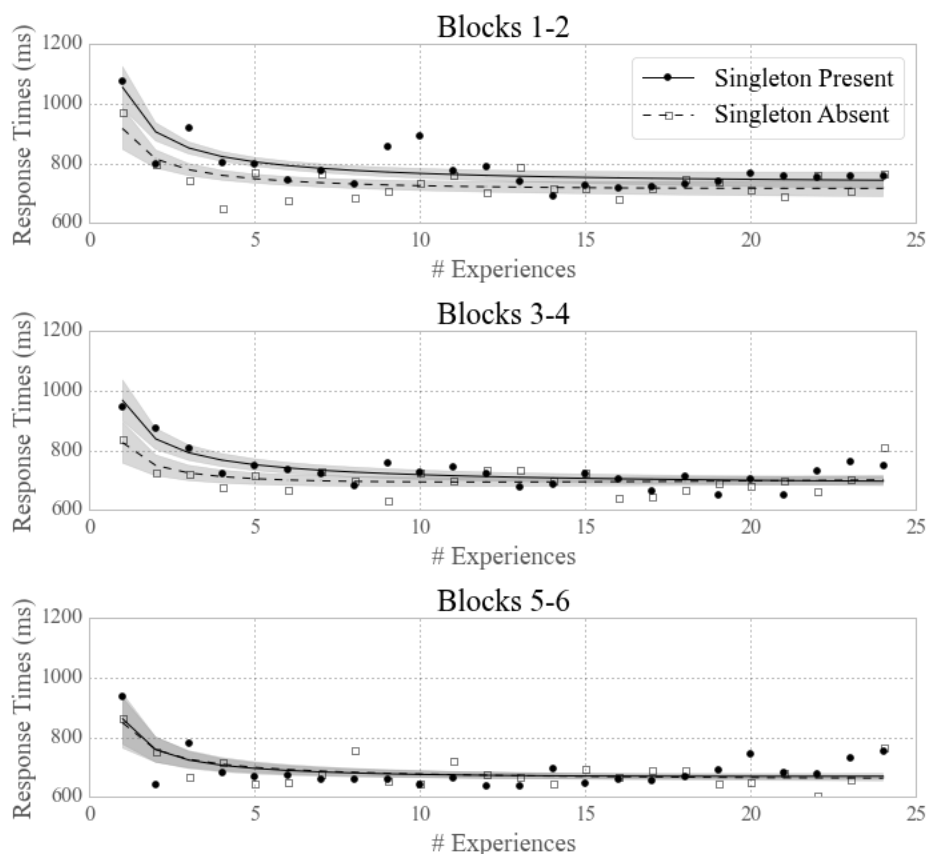 Blocks 1-2
Response Times (ms)
1200
1000
800
600
0
5
10
15
20
25
# Experiences
Singleton Present
Singleton Absent
Blocks 3-4
Response Times (ms)
1200
1000
800
600
0
5
10
15
20
25
# Experiences
Blocks 5-6
Response Times (ms)
1200
1000
800
600
0
5
10
15
20
25
# Experiences